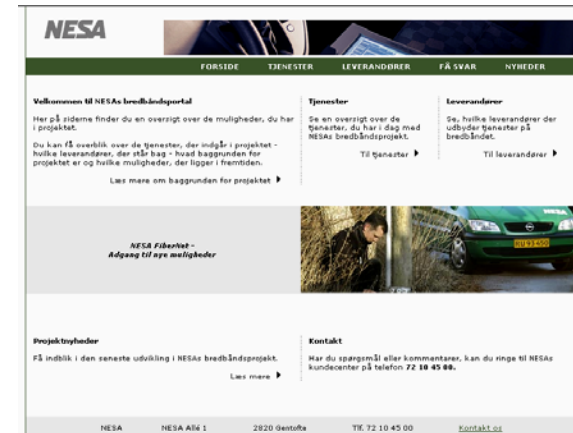 NESA
FORSIDE TJENESTER LEVERANDØRER FÅ SVAR NYHEDER
Velkommen til NESAs bredbåndsportal
Her på siderne finder du en oversigt over de muligheder, du har
i projektet.
Du kan få overblik over de tjenester, der indgår i projektet -
hvilke leverandører, der står bag - hvad baggrunden for
projektet er og hvilke muligheder, der ligger i fremtiden.
Læs mere om baggrunden for projektet
Tjenester
Se en oversigt over de
tjenester, du har i dag med
NESAs bredbåndsprojekt.
Til tjenester
Leverandører
Se, hvilke leverandører der
udbyder tjenester på
bredbåndet.
Til leverandører
NESA FiberNet -
Adgang til nye muligheder
NESA
RU 93 450
Projektnyheder
Få indblik i den seneste udvikling i NESAs bredbåndsprojekt.
Læs mere
Kontakt
Har du spørgsmål eller kommentarer, kan du ringe til NESAs
kundecenter på telefon 72 10 45 00.
NESA NESA Allé 1 2820 Gentofte Tlf. 72 10 45 00 Kontakt os